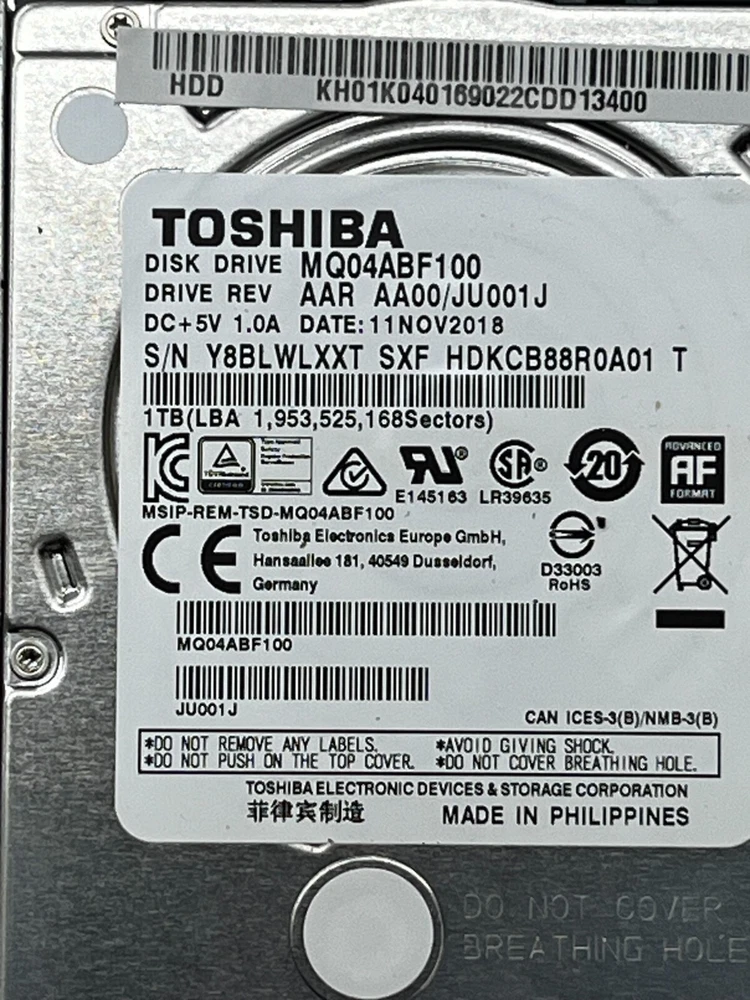 HDD KH01K040169022CDD13400
TOSHIBA
DISK DRIVE MQ04ABF100
DRIVE REV AAR AA00/JU001J
DC+5V 1.0A DATE:11NOV2018
S/N Y8BLWLXXT SXF HDKCB88R0A01 T
1TB(LBA 1,953,525,168Sectors)
20
ADVANCED
AF
FORMAT
E145163 LR39635
MSIP-REM-TSD-MQ04ABF100
CE
Toshiba Electronics Europe GmbH,
Hansaallee 181, 40549 Dusseldorf,
Germany
D33003
RoHS
MQ04ABF100
JU001J
CAN ICES-3(B)/NMB-3(B)
*DO NOT REMOVE ANY LABELS. *AVOID GIVING SHOCK.
*DO NOT PUSH ON THE TOP COVER. *DO NOT COVER BREATHING HOLE.
TOSHIBA ELECTRONIC DEVICES & STORAGE CORPORATION
菲律宾制造 MADE IN PHILIPPINES
DO NOT COVER
BREATHING HOLE